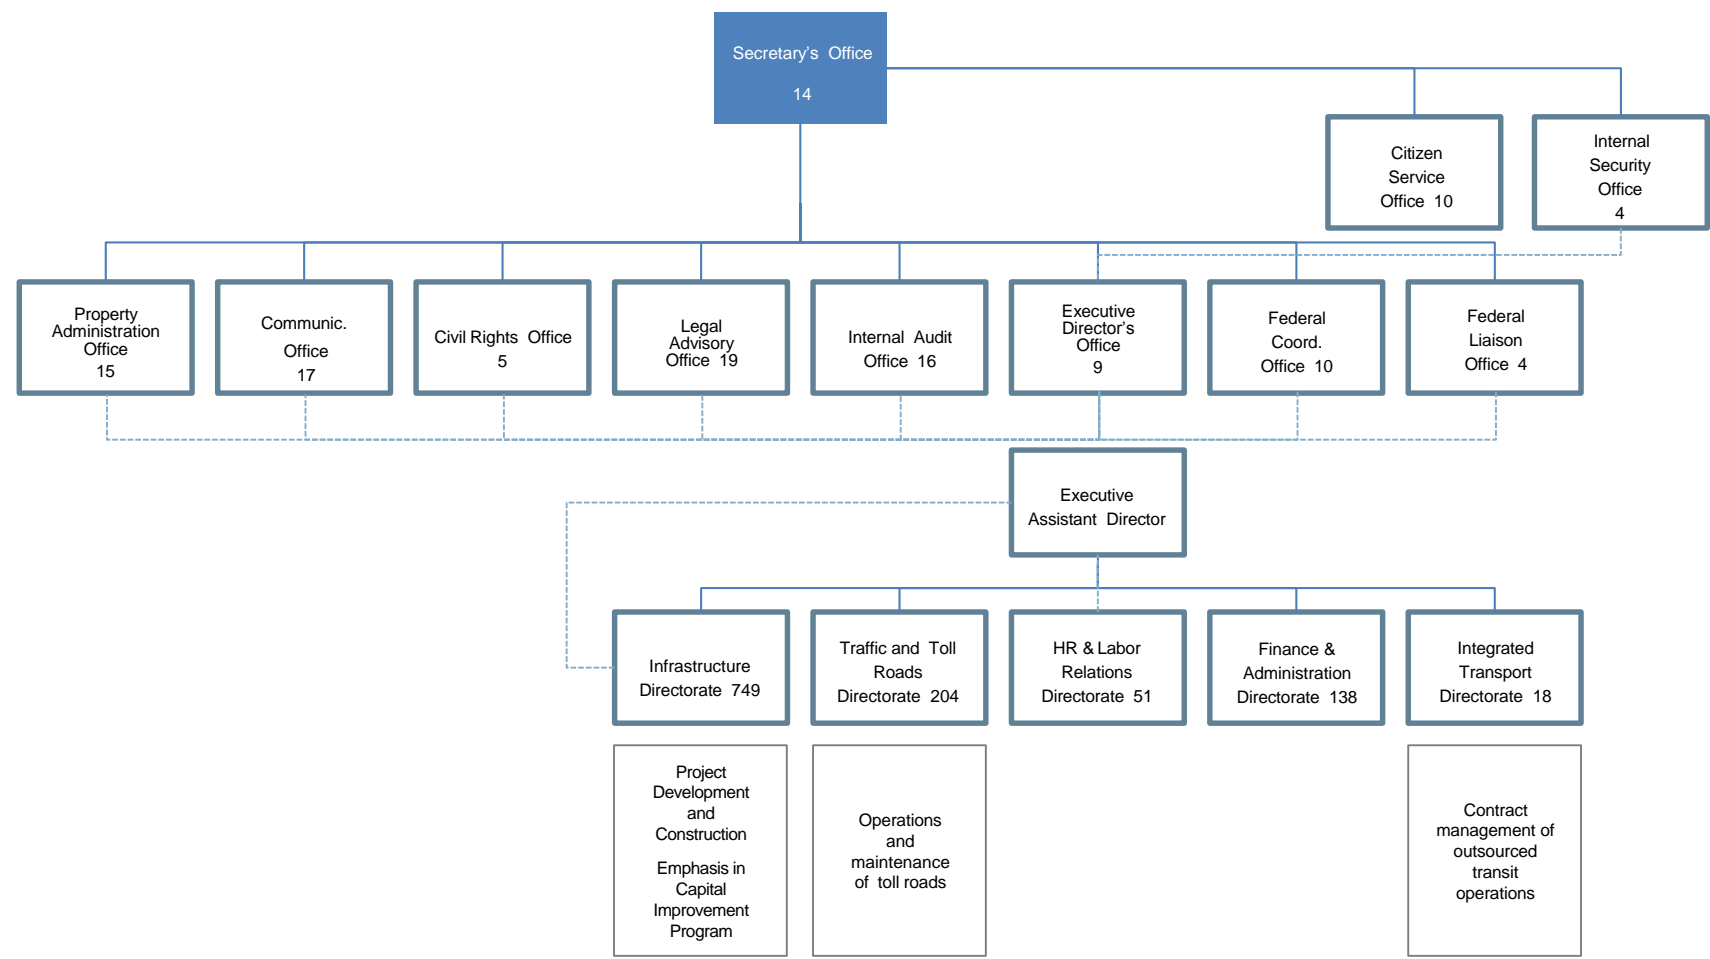 Secretary's Office
14
Citizen
Service
Office 10
Internal
Security
Office
4
Property
Administration
Office
15
Communic.
Office
17
Civil Rights Office
5
Legal
Advisory
Office 19
Internal Audit
Office 16
Executive
Director's
Office
9
Federal
Coord.
Office 10
Federal
Liaison
Office 4
Executive
Assistant Director
Infrastructure
Directorate 749
Traffic and Toll
Roads
Directorate 204
HR & Labor
Relations
Directorate 51
Finance &
Administration
Directorate 138
Integrated
Transport
Directorate 18
Project
Development
and
Construction
Emphasis in
Capital
Improvement
Program
Operations
and
maintenance
of toll roads
Contract
management of
outsourced
transit
operations